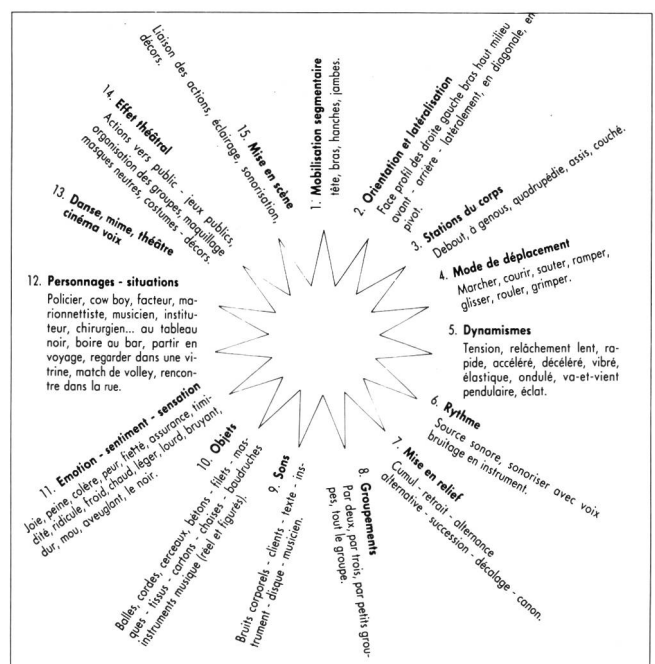 1. Mobilisation segmentaire
tête, bras, hanches, jambes.
2. Orientation et latéralisation
Face profil des droite gauche bras hout milieu
avant - arrière - latéralement, en diagonale, en
pivot.
3. Stations du corps
Debout, à genous, quadrupédie, assis, couché.
4. Mode de déplacement
Marcher, courir, sauter, ramper,
glisser, rouler, grimper.
5. Dynamismes
Tension, relâchement lent, ra-
pide, accéléré, décéléré, vibré,
élastique, ondulé, va-et-vient
pendulaire, éclat.
6. Rythme
Source sonore, sonoriser avec voix
bruitage en instrument.
7. Mise en relief
Cumul - retrait - alternance
alternative - succession - décalage - canon.
8. Groupements
Par deux, par trois, par petits grou-
pes, tout le groupe.
9. Sons
Bruits corporels - clients - texte - ins-
trument - disque - musicien.
10. Objets
Balles, cordes, cerceaux, bétons - filets - mas-
ques - tissus - cartons - chaises - baudruches
instruments musique (réel et figurés).
11. Emotion - sentiment - sensation
Joie, peine, colère, peur, fietté, assurance, timi-
dité, ridicule, froid, chaud, léger, lourd, bruyant,
dur, mou, aveuglant, le noir.
12. Personnages - situations
Policier, cow boy, facteur, ma-
rionnettiste, musicien, institu-
teur, chirurgien... au tableau
noir, boire au bar, partir en
voyage, regarder dans une vi-
trine, match de volley, rencon-
tre dans la rue.
13. Danse, mime, théâtre
cinéma voix
14. Effet théâtral
Actions vers public - jeux publics,
organisation des groupes, maquillage
masques neutres, costumes - décors.
15. Mise en scène
Liaison des actions, éclairage, sonorisation,
décors.